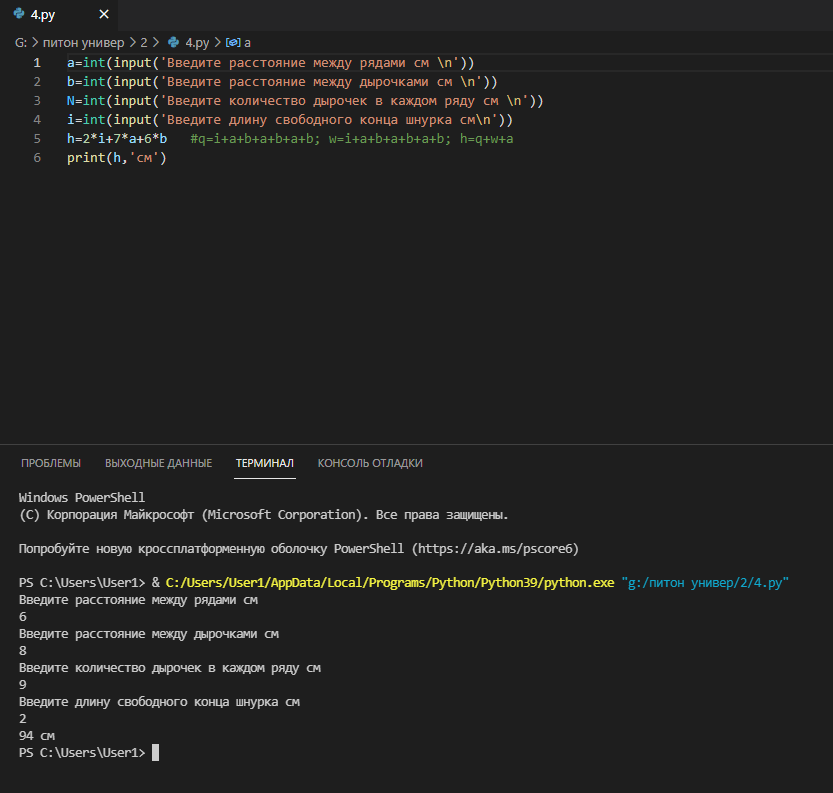 4.py
G: > питон универ > 2 > 4.py > a
1 a=int(input('Введите расстояние между рядами см \n'))
2 b=int(input('Введите расстояние между дырочками см \n'))
3 N=int(input('Введите количество дырочек в каждом ряду см \n'))
4 i=int(input('Введите длину свободного конца шнурка см\n'))
5 h=2*i+7*a+6*b   #q=i+a+b+a+b+a+b; w=i+a+b+a+b+a+b; h=q+w+a
6 print(h,'см')
ПРОБЛЕМЫ ВЫХОДНЫЕ ДАННЫЕ ТЕРМИНАЛ КОНСОЛЬ ОТЛАДКИ
Windows PowerShell
(C) Корпорация Майкрософт (Microsoft Corporation). Все права защищены.
Попробуйте новую кроссплатформенную оболочку PowerShell (https://aka.ms/pscore6)
PS C:\Users\User1> & C:/Users/User1/AppData/Local/Programs/Python/Python39/python.exe "g:/питон универ/2/4.py"
Введите расстояние между рядами см
6
Введите расстояние между дырочками см
8
Введите количество дырочек в каждом ряду см
9
Введите длину свободного конца шнурка см
2
94 см
PS C:\Users\User1>